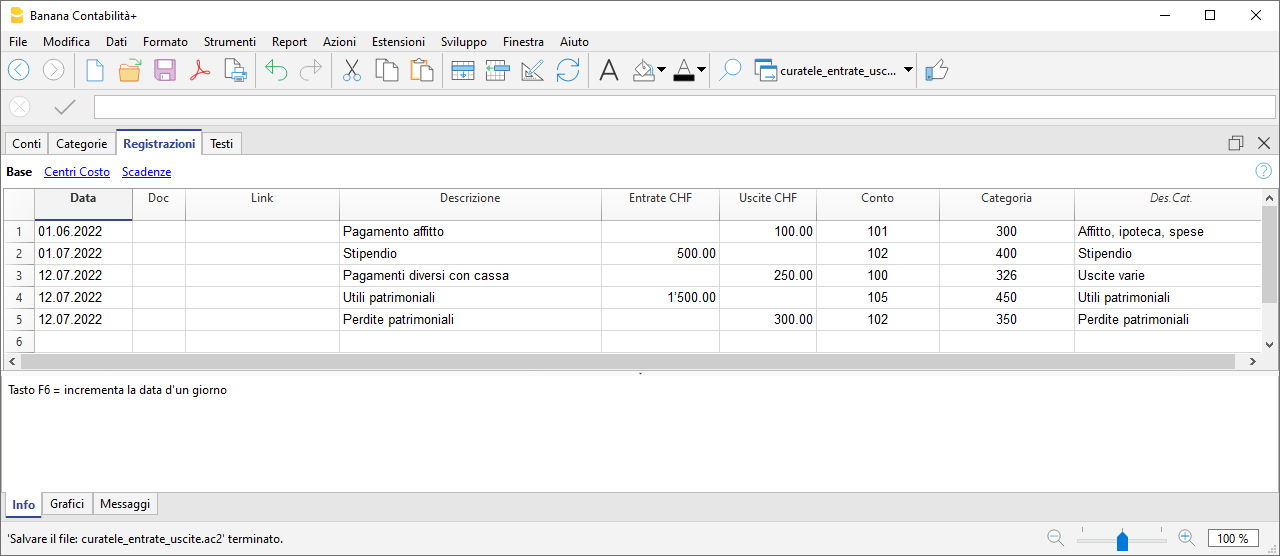 Banana Contabilità+
File Modifica Dati Formato Strumenti Report Azioni Estensioni Sviluppo Finestra Aiuto
curatele_entrate_usc...
Conti Categorie Registrazioni Testi
Base Centri Costo Scadenze
Data Doc Link Descrizione Entrate CHF Uscite CHF Conto Categoria Des.Cat.
1 01.06.2022 Pagamento affitto 100.00 101 300 Affitto, ipoteca, spese
2 01.07.2022 Stipendio 500.00 102 400 Stipendio
3 12.07.2022 Pagamenti diversi con cassa 250.00 100 326 Uscite varie
4 12.07.2022 Utili patrimoniali 1'500.00 105 450 Utili patrimoniali
5 12.07.2022 Perdite patrimoniali 300.00 102 350 Perdite patrimoniali
6
Tasto F6 = incrementa la data d'un giorno
Info Grafici Messaggi
'Salvare il file: curatele_entrate_uscite.ac2' terminato.
100 %